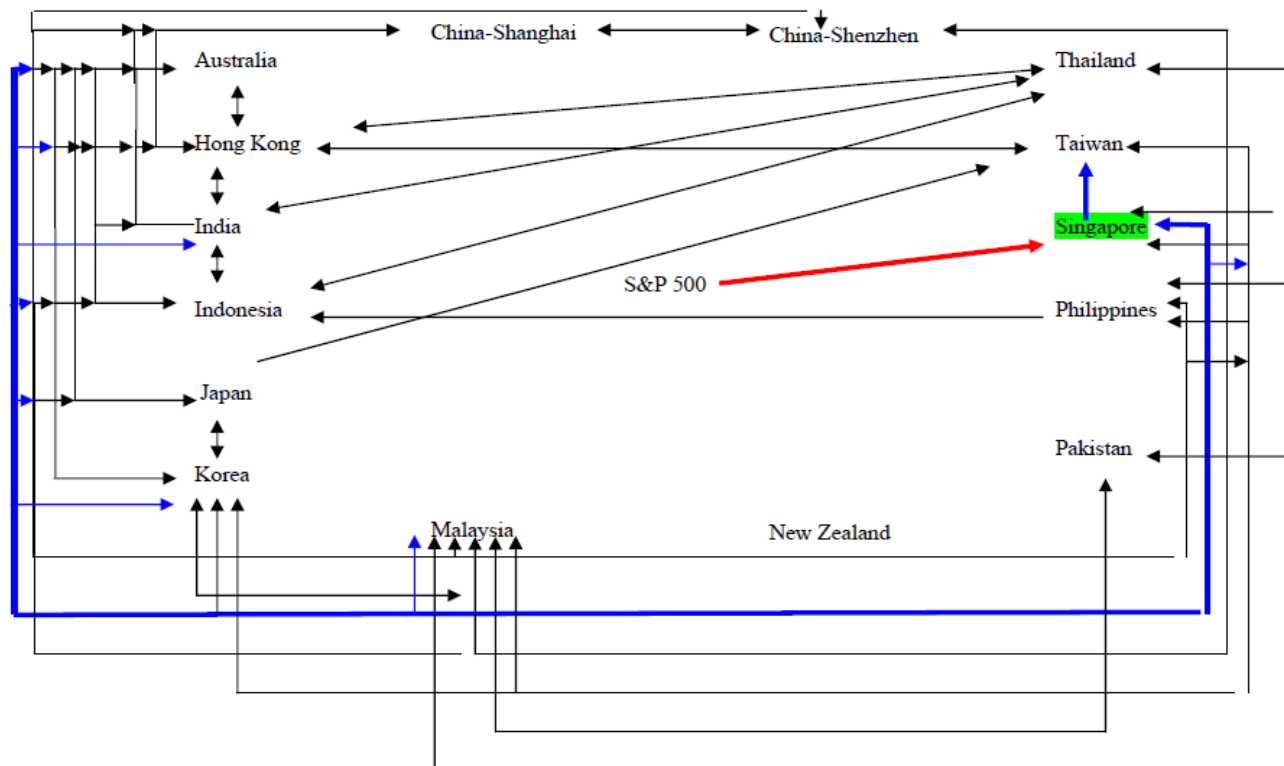 China-Shanghai
China-Shenzhen
Australia
Thailand
Hong Kong
Taiwan
India
Singapore
S&P 500
Indonesia
Philippines
Japan
Korea
Pakistan
Malaysia
New Zealand